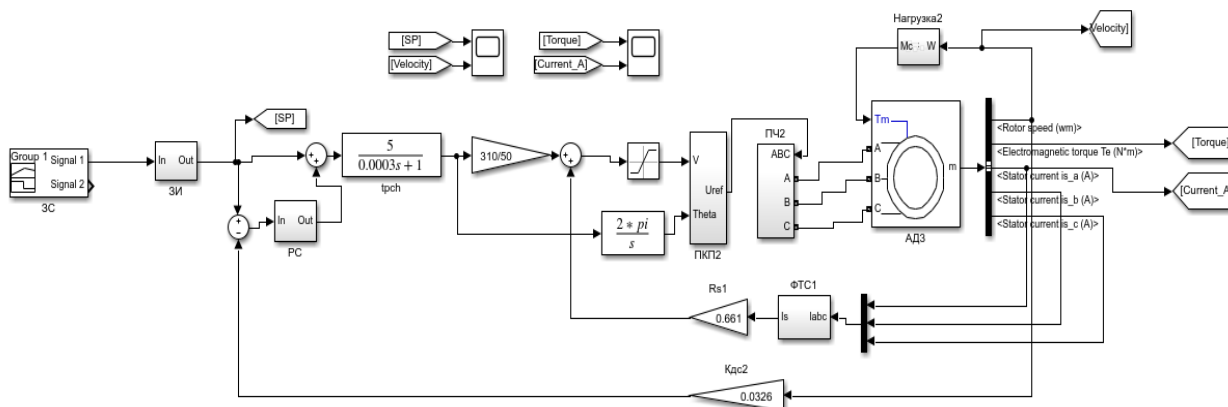 Нагрузка2
Mc
W
[Velocity]
[SP]
[Velocity]
[Torque]
[Current_A]
[SP]
Group 1
Signal 1
Signal 2
ЗС
In
Out
ЗИ
5
0.0003s+1
tpch
310/50
In
Out
РС
2*pi
s
V
Uref
Theta
ПКП2
ПЧ2
ABC
A
B
C
Tm
A
B
C
m
АД3
<Rotor speed (wm)>
<Electromagnetic torque Te (N*m)>
<Stator current is_a (A)>
<Stator current is_b (A)>
<Stator current is_c (A)>
[Torque]
[Current_A
Rs1
0.661
ФТС1
Is
Iabc
Кдс2
0.0326